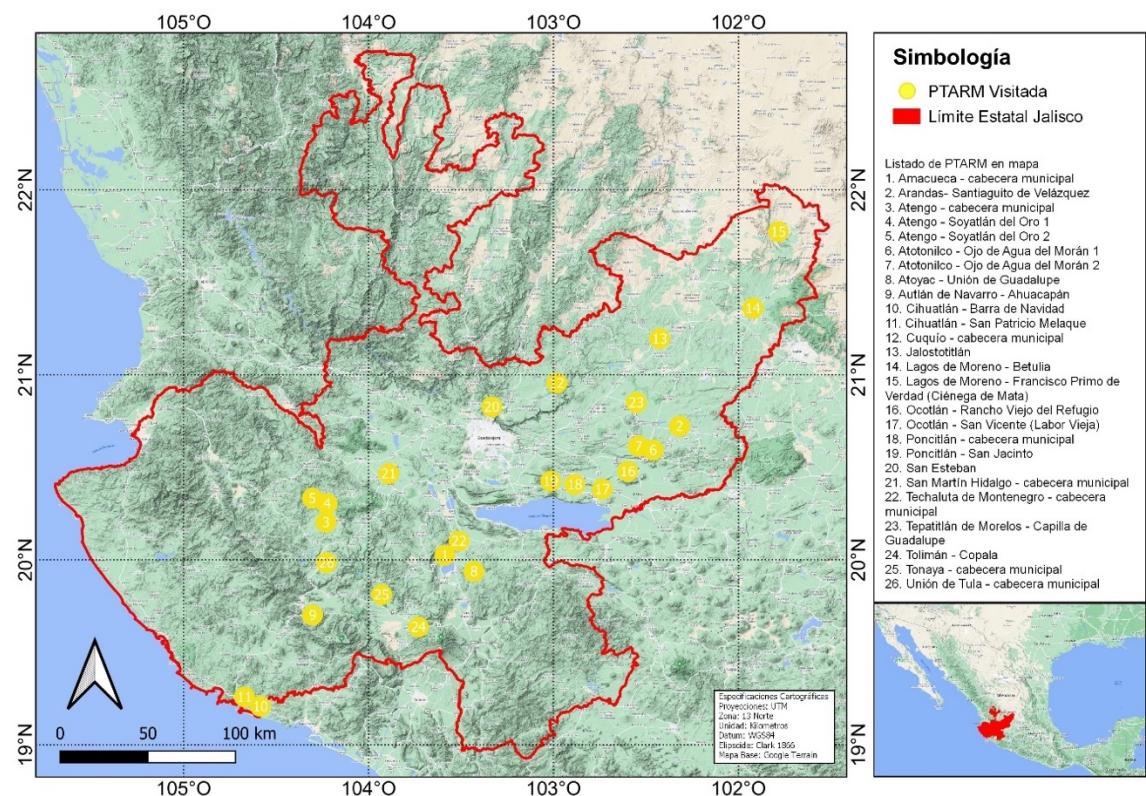 105°O
104°O
103°O
102°O
22°N
21°N
20°N
19°N
22°N
21°N
20°N
19°N
15
14
13
12
20
23
2
7
6
16
19
18
17
21
5
4
3
22
1
8
26
25
9
24
11
10
Guadalajara
0
50
100 km
Especificaciones Cartográficas
Proyecciones: UTM
Zona: 13 Norte
Unidad: Kilometros
Datum: WGS84
Elipsoide: Clark 1866
Mapa Base: Google Terrain
105°O
104°O
103°O
102°O
Simbología
PTARM Visitada
Límite Estatal Jalisco
Listado de PTARM en mapa
1. Amacueca - cabecera municipal
2. Arandas- Santiaguito de Velázquez
3. Atengo - cabecera municipal
4. Atengo - Soyatlán del Oro 1
5. Atengo - Soyatlán del Oro 2
6. Atotonilco - Ojo de Agua del Morán 1
7. Atotonilco - Ojo de Agua del Morán 2
8. Atoyac - Unión de Guadalupe
9. Autlán de Navarro - Ahuacapán
10. Cihuatlán - Barra de Navidad
11. Cihuatlán - San Patricio Melaque
12. Cuquío - cabecera municipal
13. Jalostotitlán
14. Lagos de Moreno - Betulia
15. Lagos de Moreno - Francisco Primo de
Verdad (Ciénega de Mata)
16. Ocotlán - Rancho Viejo del Refugio
17. Ocotlán - San Vicente (Labor Vieja)
18. Poncitlán - cabecera municipal
19. Poncitlán - San Jacinto
20. San Esteban
21. San Martín Hidalgo - cabecera municipal
22. Techaluta de Montenegro - cabecera
municipal
23. Tepatitlán de Morelos - Capilla de
Guadalupe
24. Tolimán - Copala
25. Tonaya - cabecera municipal
26. Unión de Tula - cabecera municipal